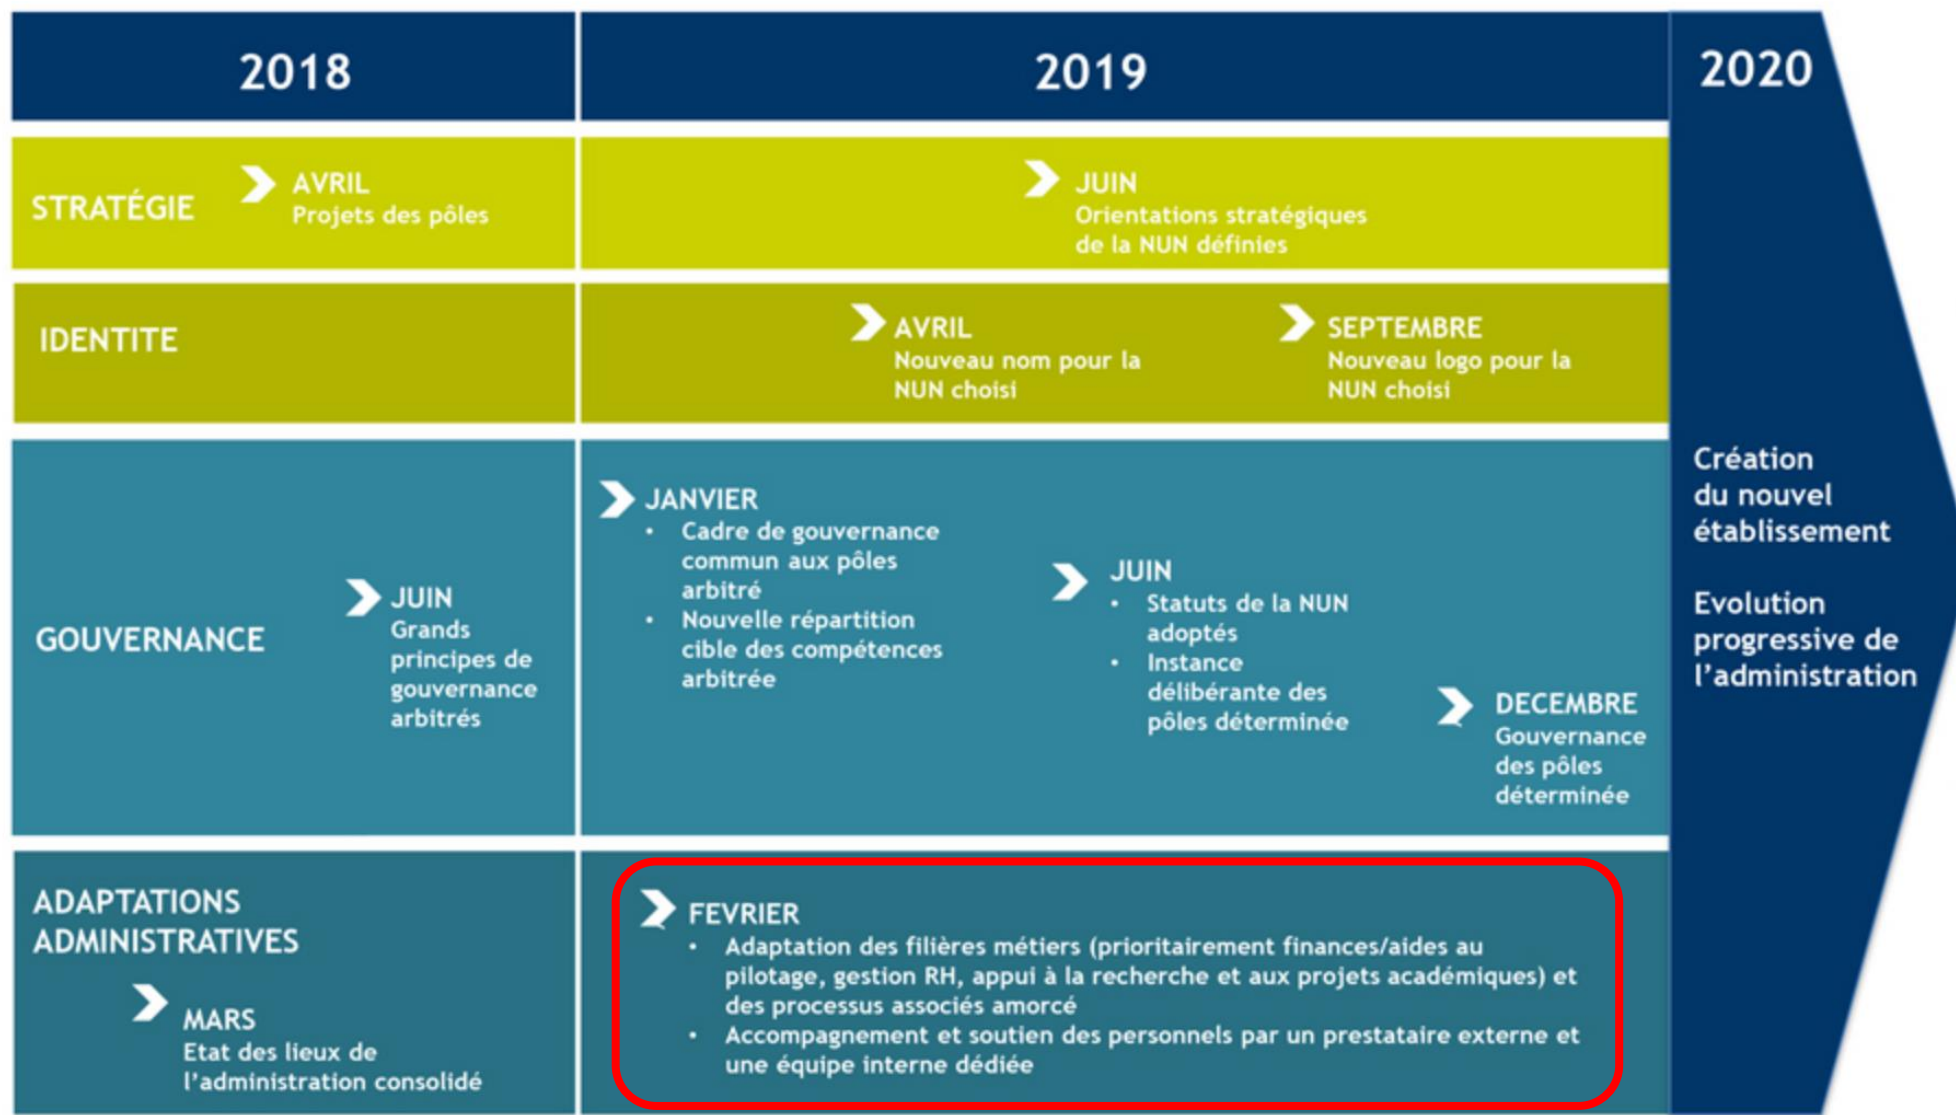 2018
2019
2020
STRATÉGIE
AVRIL
Projets des pôles
JUIN
Orientations stratégiques
de la NUN définies
IDENTITE
AVRIL
Nouveau nom pour la
NUN choisi
SEPTEMBRE
Nouveau logo pour la
NUN choisi
GOUVERNANCE
JUIN
Grands
principes de
gouvernance
arbitrés
JANVIER
• Cadre de gouvernance
commun aux pôles
arbitré
• Nouvelle répartition
cible des compétences
arbitrée
JUIN
• Statuts de la NUN
adoptés
• Instance
délibérante des
pôles déterminée
DECEMBRE
Gouvernance
des pôles
déterminée
ADAPTATIONS
ADMINISTRATIVES
MARS
Etat des lieux de
l'administration consolidé
FEVRIER
• Adaptation des filières métiers (prioritairement finances/aides au
pilotage, gestion RH, appui à la recherche et aux projets académiques) et
des processus associés amorcé
• Accompagnement et soutien des personnels par un prestataire externe et
une équipe interne dédiée
Création
du nouvel
établissement
Evolution
progressive de
l'administration